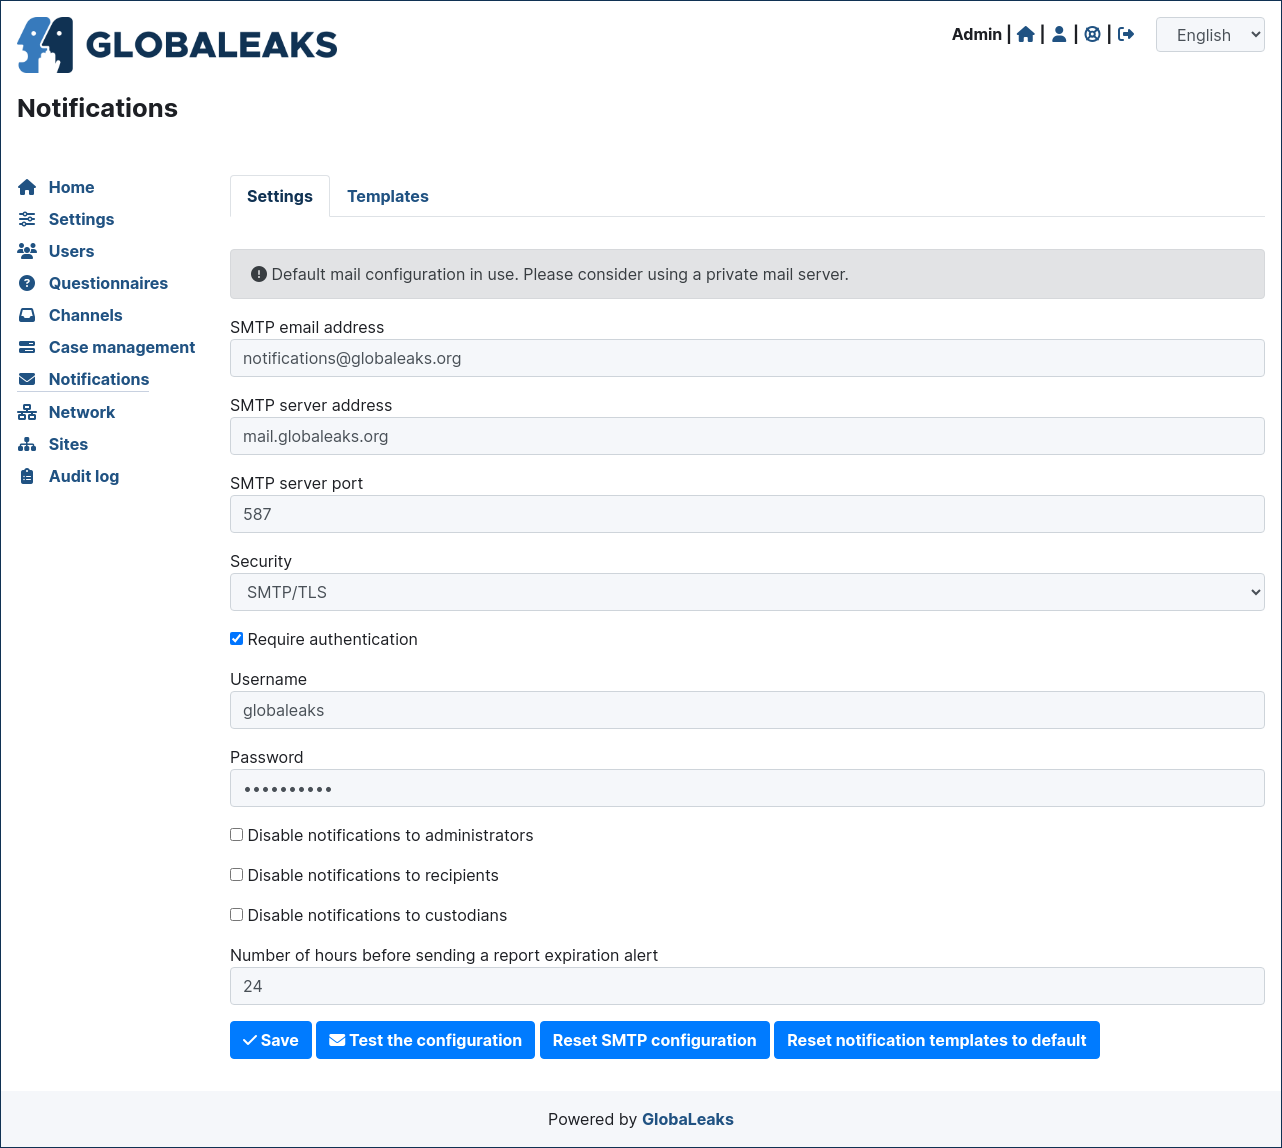 GLOBALEAKS
Admin | | | |
English
Notifications
Home
Settings
Users
Questionnaires
Channels
Case management
Notifications
Network
Sites
Audit log
Settings Templates
Default mail configuration in use. Please consider using a private mail server.
SMTP email address
notifications@globaleaks.org
SMTP server address
mail.globaleaks.org
SMTP server port
587
Security
SMTP/TLS
Require authentication
Username
globaleaks
Password
••••••••••
Disable notifications to administrators
Disable notifications to recipients
Disable notifications to custodians
Number of hours before sending a report expiration alert
24
Save Test the configuration Reset SMTP configuration Reset notification templates to default
Powered by GlobaLeaks